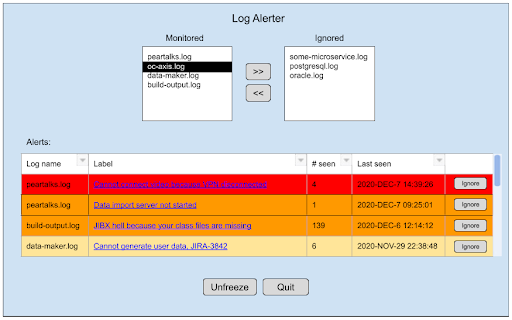 Log Alerter
Monitored
Ignored
peartalks.log
oc-axis.log
data-maker.log
build-output.log
>>
<<
some-microservice.log
postgresql.log
oracle.log
Alerts:
Log name Label # seen Last seen
peartalks.log Cannot connect video because VPN disconnected 4 2020-DEC-7 14:39:26 Ignore
peartalks.log Data import server not started 1 2020-DEC-7 09:25:01 Ignore
build-output.log JIBX hell because your class files are missing 139 2020-DEC-6 12:14:12 Ignore
data-maker.log Cannot generate user data, JIRA-3842 6 2020-NOV-29 22:38:48 Ignore
Unfreeze Quit